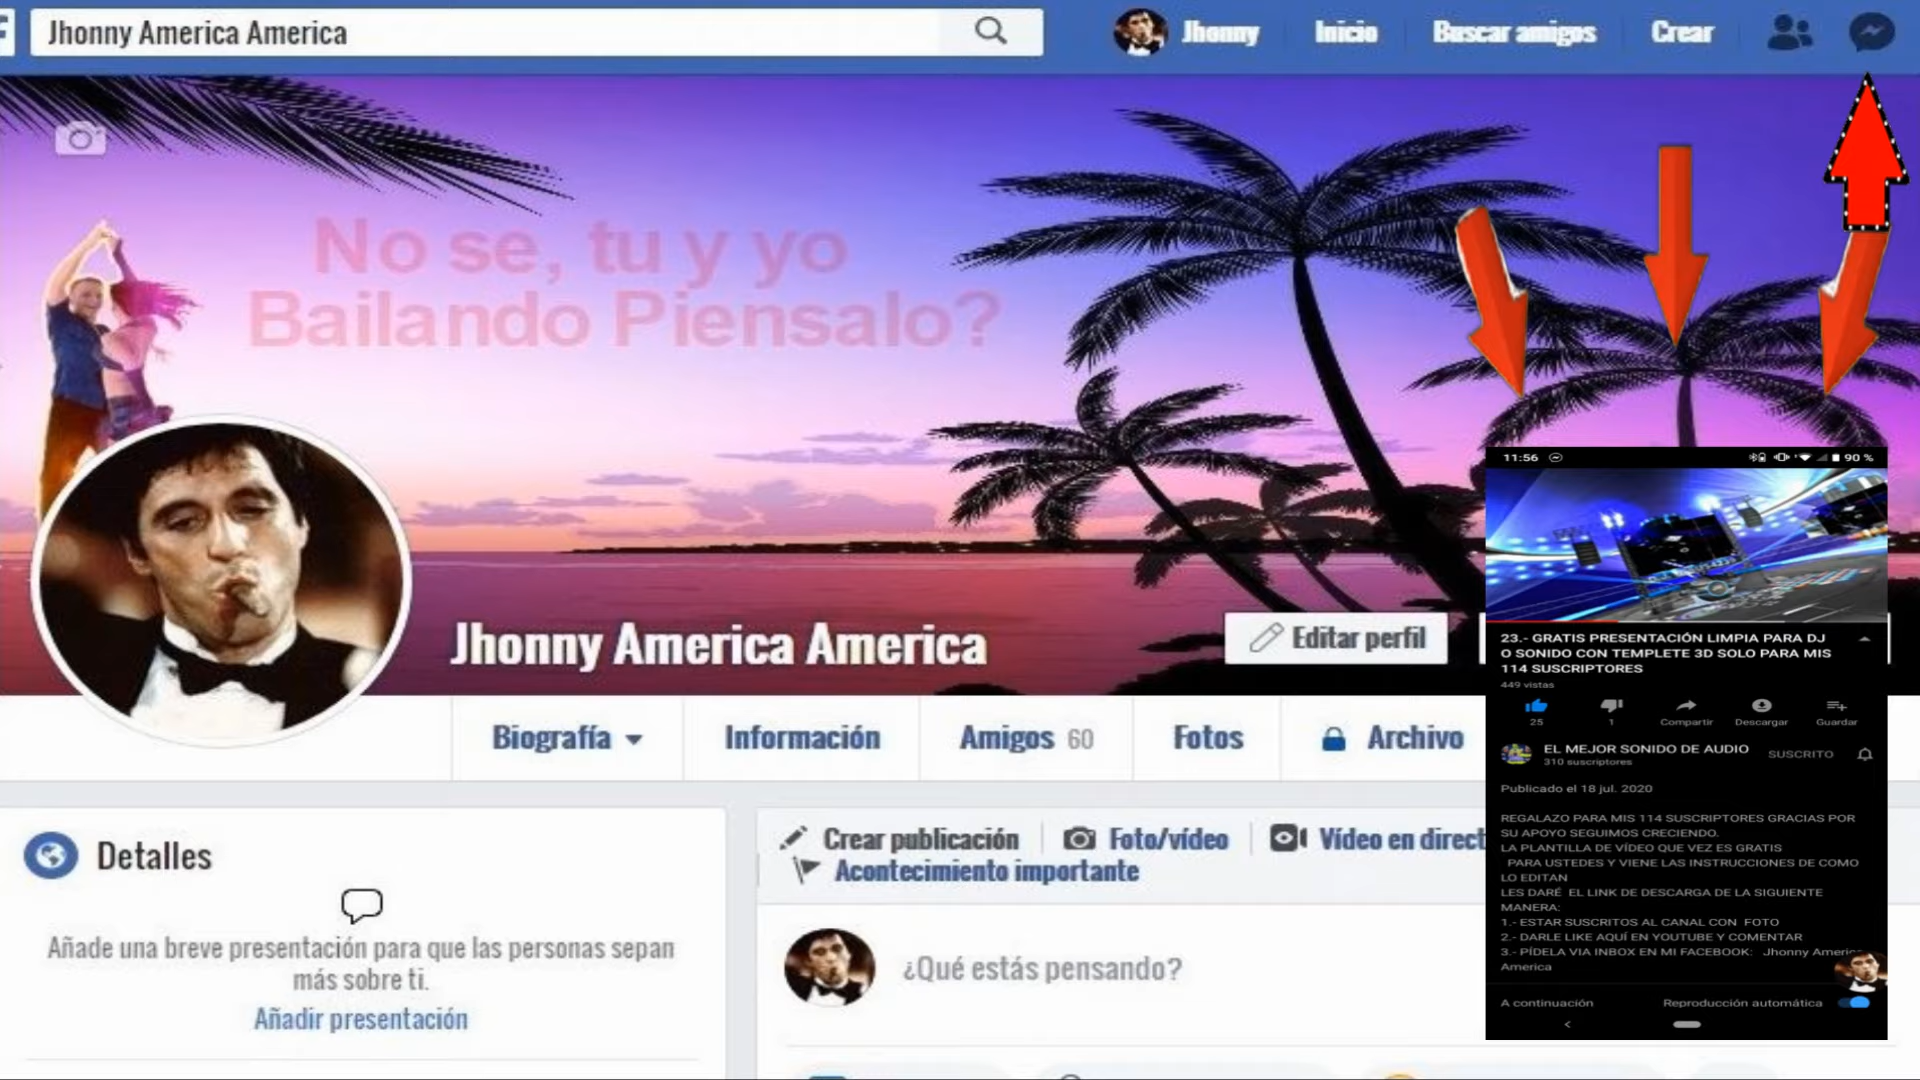 Jhonny America America
Jhonny
Inicio
Buscar amigos
Crear
No se, tu y yo
Bailando Piensalo?
Jhonny America America
Editar perfil
Biografía
Información
Amigos 60
Fotos
Archivo
Detalles
Añade una breve presentación para que las personas sepan
más sobre ti.
Añadir presentación
Crear publicación
Foto/vídeo
Vídeo en direct
Acontecimiento importante
¿Qué estás pensando?
11:56
90 %
23.- GRATIS PRESENTACIÓN LIMPIA PARA DJ
O SONIDO CON TEMPLETE 3D SOLO PARA MIS
114 SUSCRIPTORES
449 vistas
25
1
Compartir
Descargar
Guardar
EL MEJOR SONIDO DE AUDIO
310 suscriptores
SUSCRITO
Publicado el 18 jul. 2020
REGALAZO PARA MIS 114 SUSCRIPTORES GRACIAS POR
SU APOYO SEGUIMOS CRECIENDO.
LA PLANTILLA DE VÍDEO QUE VEZ ES GRATIS
PARA USTEDES Y VIENE LAS INSTRUCCIONES DE COMO
LO EDITAN
LES DARÉ EL LINK DE DESCARGA DE LA SIGUIENTE
MANERA:
1.- ESTAR SUSCRITOS AL CANAL CON FOTO
2.- DARLE LIKE AQUÍ EN YOUTUBE Y COMENTAR
3.- PÍDELA VIA INBOX EN MI FACEBOOK: Jhonny America
America
A continuación
Reproducción automática